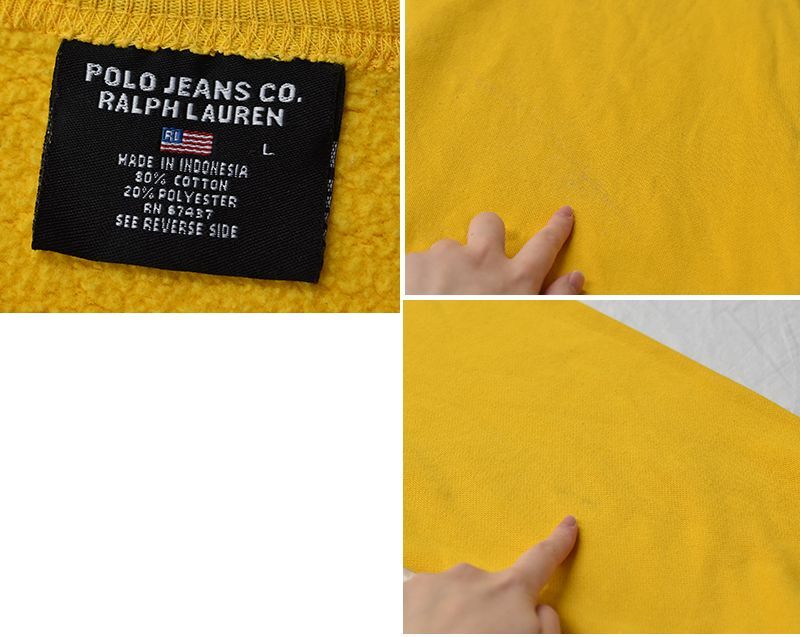 POLO JEANS CO.
RALPH LAUREN
RL
L
MADE IN INDONESIA
80% COTTON
20% POLYESTER
RN 67437
SEE REVERSE SIDE